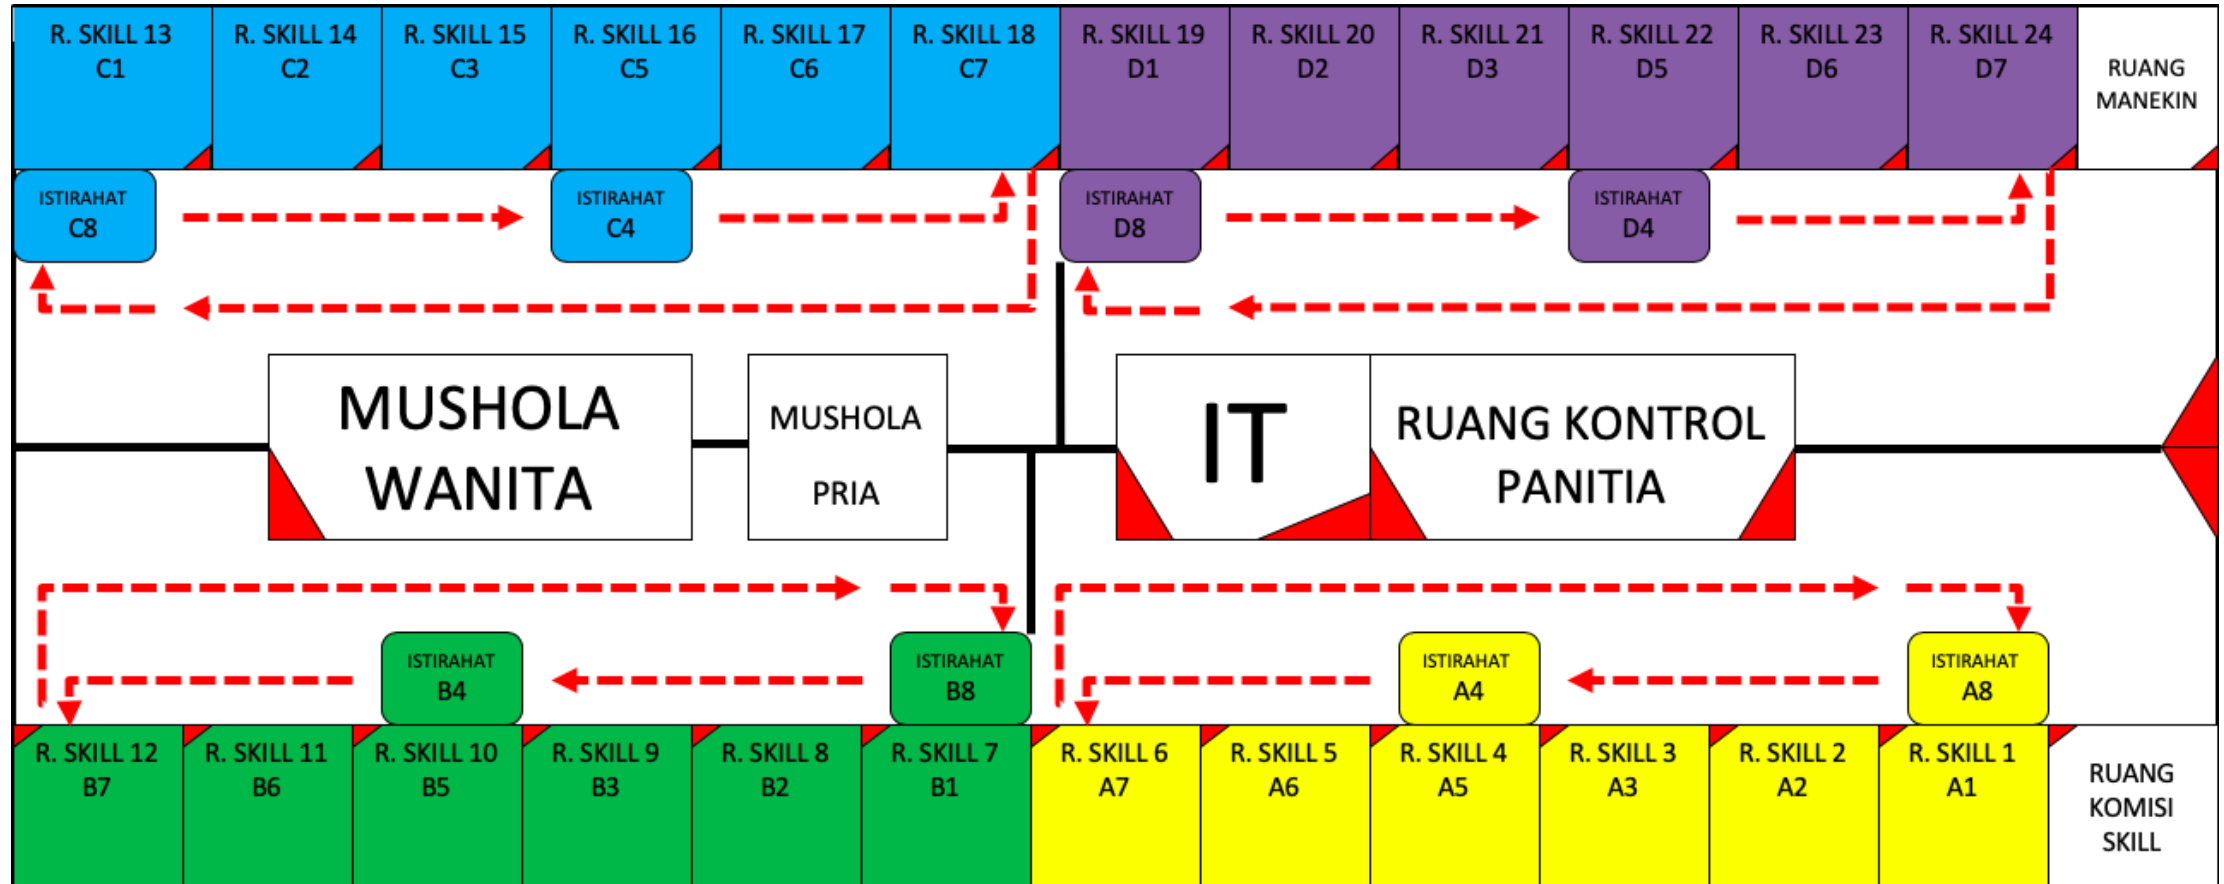 R. SKILL 13
C1
R. SKILL 14
C2
R. SKILL 15
C3
R. SKILL 16
C5
R. SKILL 17
C6
R. SKILL 18
C7
R. SKILL 19
D1
R. SKILL 20
D2
R. SKILL 21
D3
R. SKILL 22
D5
R. SKILL 23
D6
R. SKILL 24
D7
RUANG
MANEKIN
ISTIRAHAT
C8
ISTIRAHAT
C4
ISTIRAHAT
D8
ISTIRAHAT
D4
MUSHOLA
WANITA
MUSHOLA
PRIA
IT
RUANG KONTROL
PANITIA
ISTIRAHAT
B4
ISTIRAHAT
B8
ISTIRAHAT
A4
ISTIRAHAT
A8
R. SKILL 12
B7
R. SKILL 11
B6
R. SKILL 10
B5
R. SKILL 9
B3
R. SKILL 8
B2
R. SKILL 7
B1
R. SKILL 6
A7
R. SKILL 5
A6
R. SKILL 4
A5
R. SKILL 3
A3
R. SKILL 2
A2
R. SKILL 1
A1
RUANG
KOMISI
SKILL